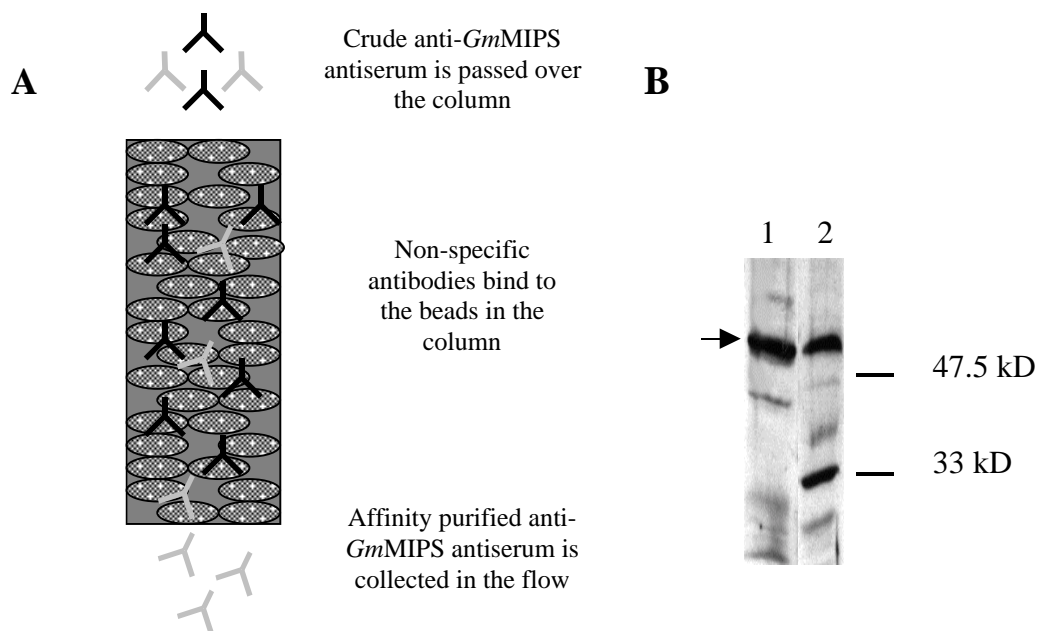 A
Crude anti-GmMIPS
antiserum is passed over
the column
Non-specific
antibodies bind to
the beads in the
column
Affinity purified anti-
GmMIPS antiserum is
collected in the flow
B
1 2
47.5 kD
33 kD